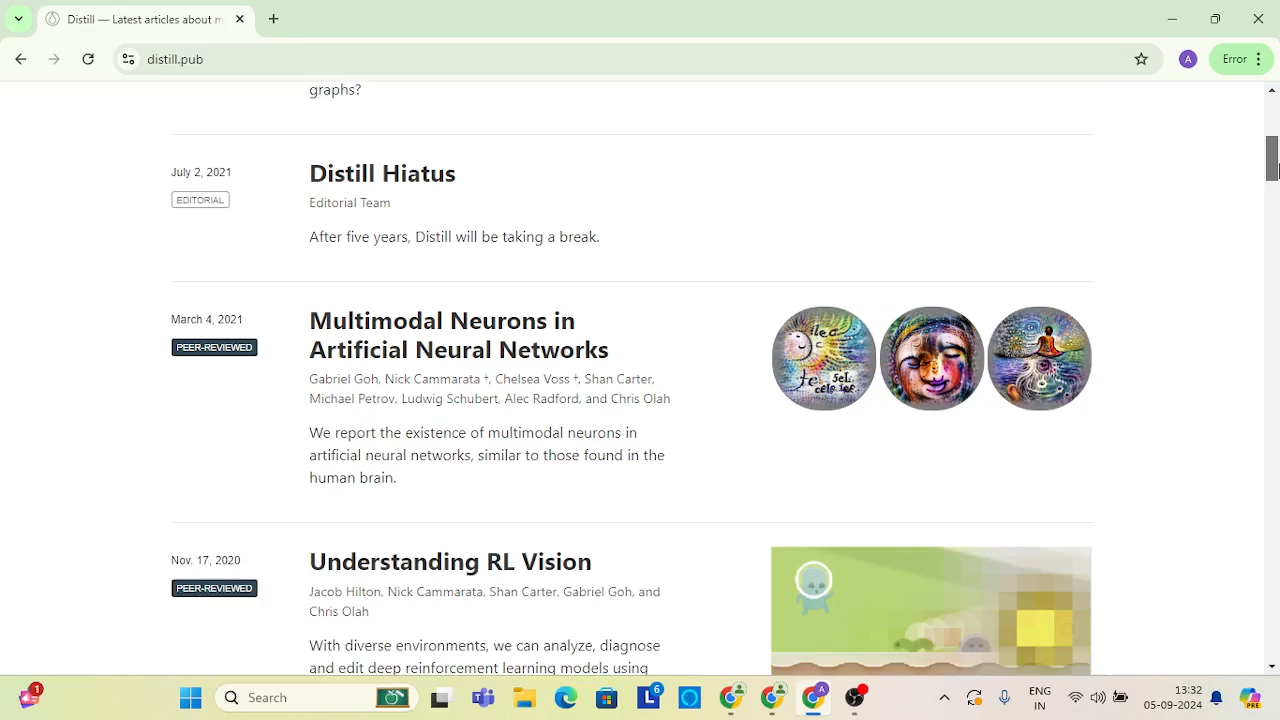 Distill — Latest articles about m
distill.pub
A
Error
graphs?
July 2, 2021
EDITORIAL
Distill Hiatus
Editorial Team
After five years, Distill will be taking a break.
March 4, 2021
PEER-REVIEWED
Multimodal Neurons in
Artificial Neural Networks
Gabriel Goh, Nick Cammarata †, Chelsea Voss †, Shan Carter,
Michael Petrov, Ludwig Schubert, Alec Radford, and Chris Olah
We report the existence of multimodal neurons in
artificial neural networks, similar to those found in the
human brain.
Nov. 17, 2020
PEER-REVIEWED
Understanding RL Vision
Jacob Hilton, Nick Cammarata, Shan Carter, Gabriel Goh, and
Chris Olah
With diverse environments, we can analyze, diagnose
and edit deep reinforcement learning models using
1
Search
6
A
ENG
IN
13:32
05-09-2024
PRE